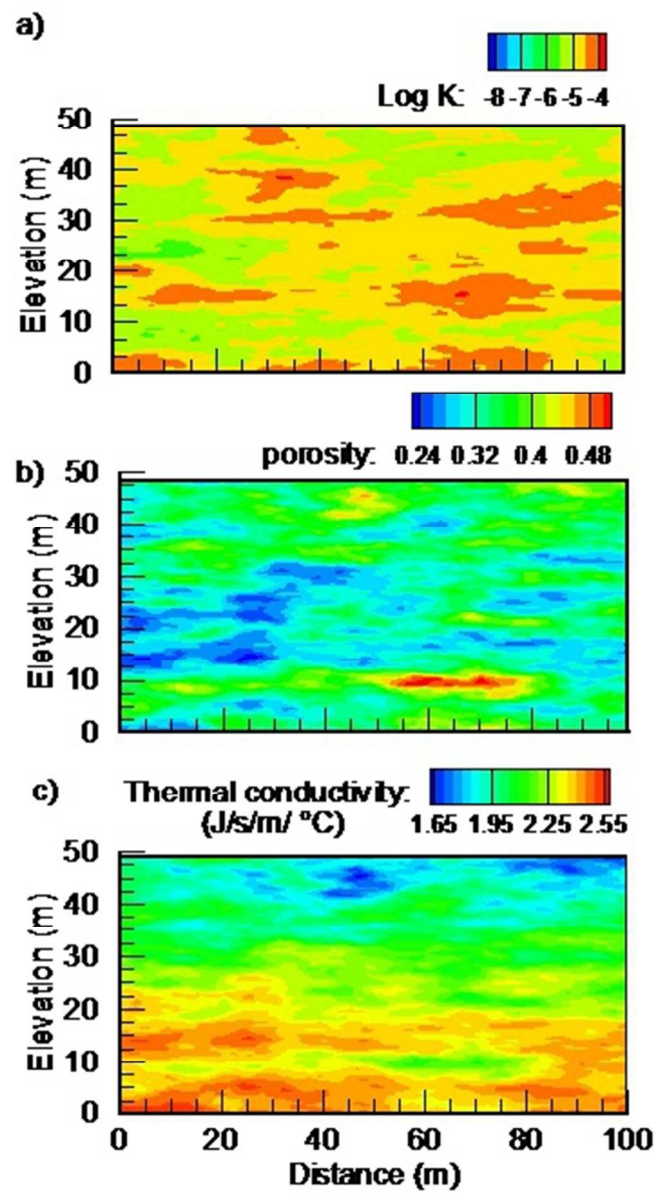 a)
Log K: -8 -7 -6 -5 -4
50
40
30
20
10
0
Elevation (m)
porosity: 0.24 0.32 0.4 0.48
b)
50
40
30
20
10
0
Elevation (m)
c)
Thermal conductivity:
(J/s/m/ °C)
1.65 1.95 2.25 2.55
50
40
30
20
10
0
Elevation (m)
0 20 40 60 80 100
Distance (m)